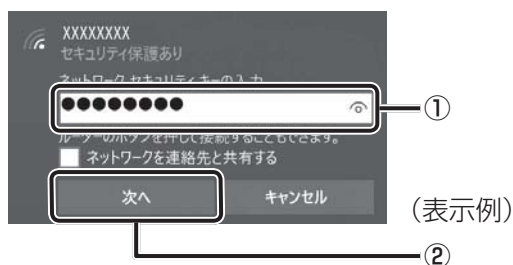 XXXXXXXX
セキュリティ保護あり
ネットワーク セキュリティ キーの入力
●●●●●●●●
①
ルーターのボタンを押して接続することもできます。
ネットワークを連絡先と共有する
次へ
キャンセル
(表示例)
②